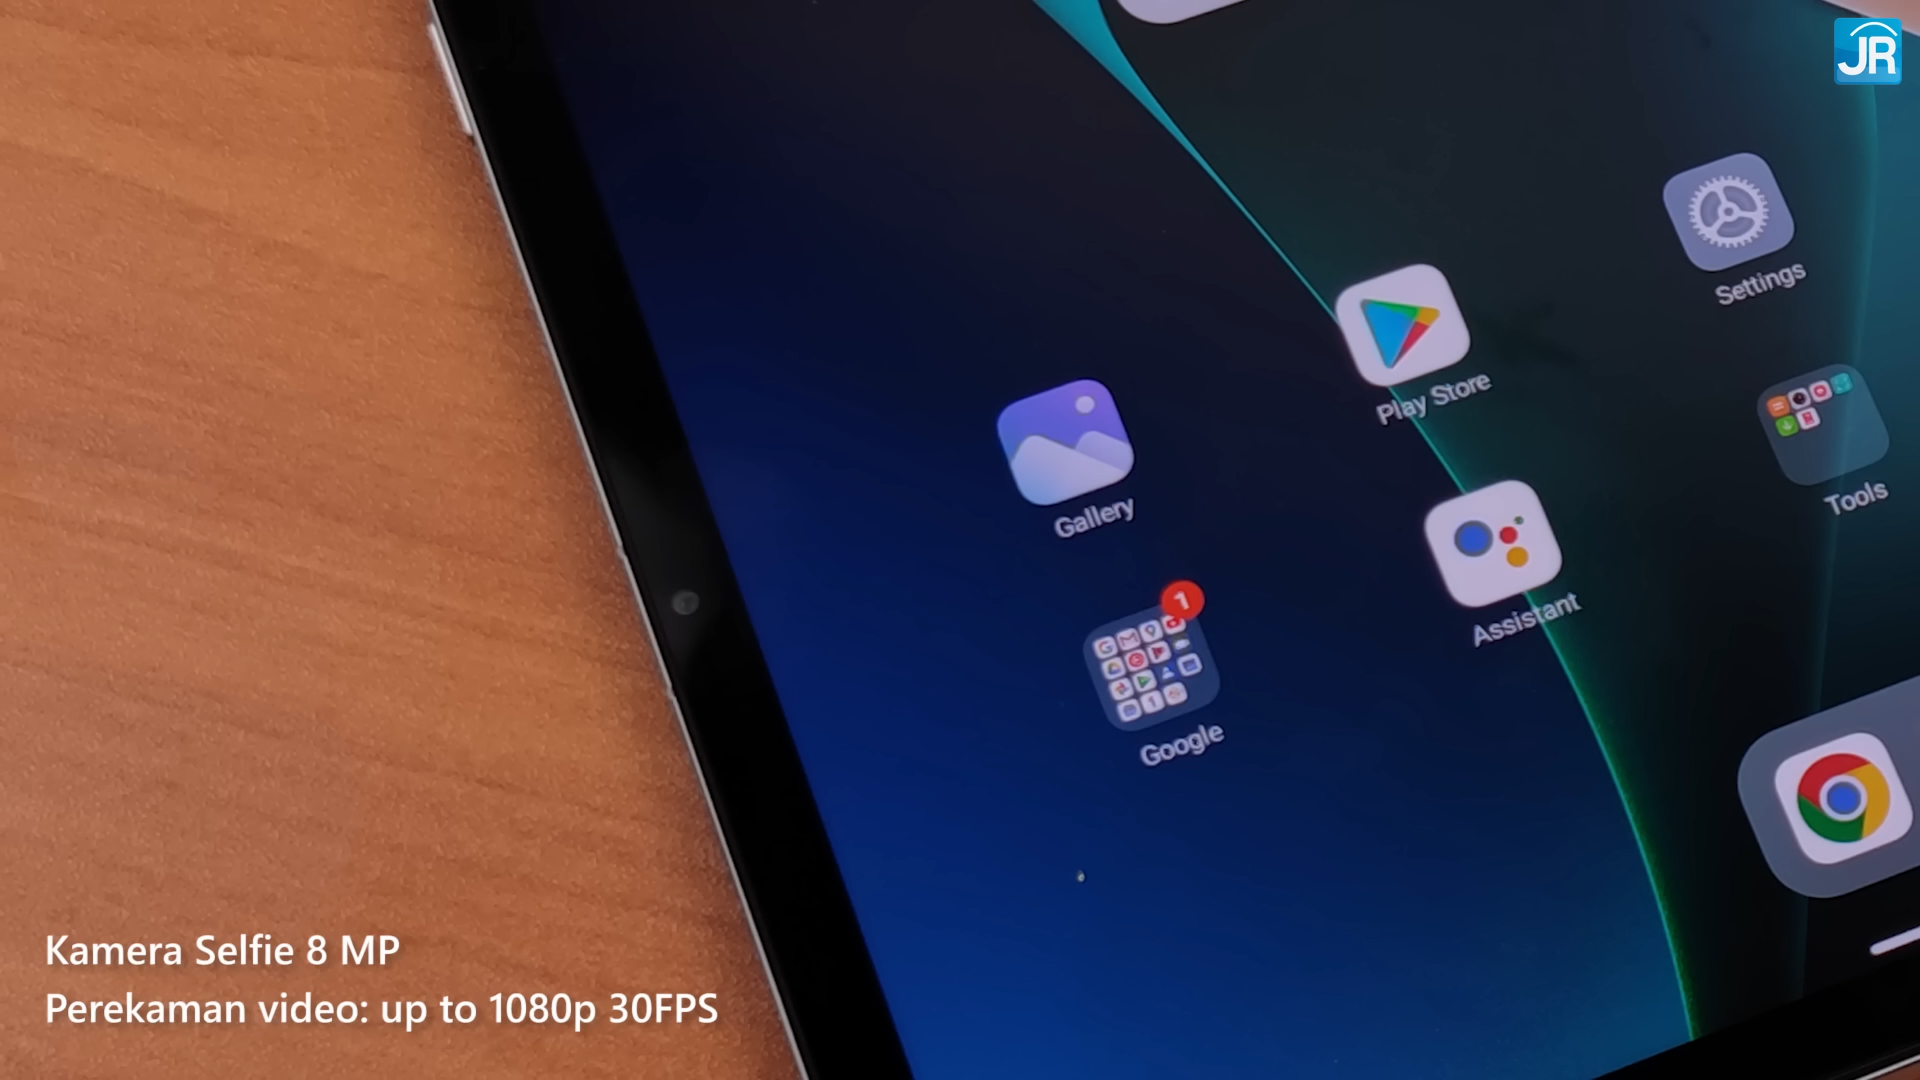 JR
Settings
Play Store
Tools
Gallery
Assistant
1
Google
Kamera Selfie 8 MP
Perekaman video: up to 1080p 30FPS